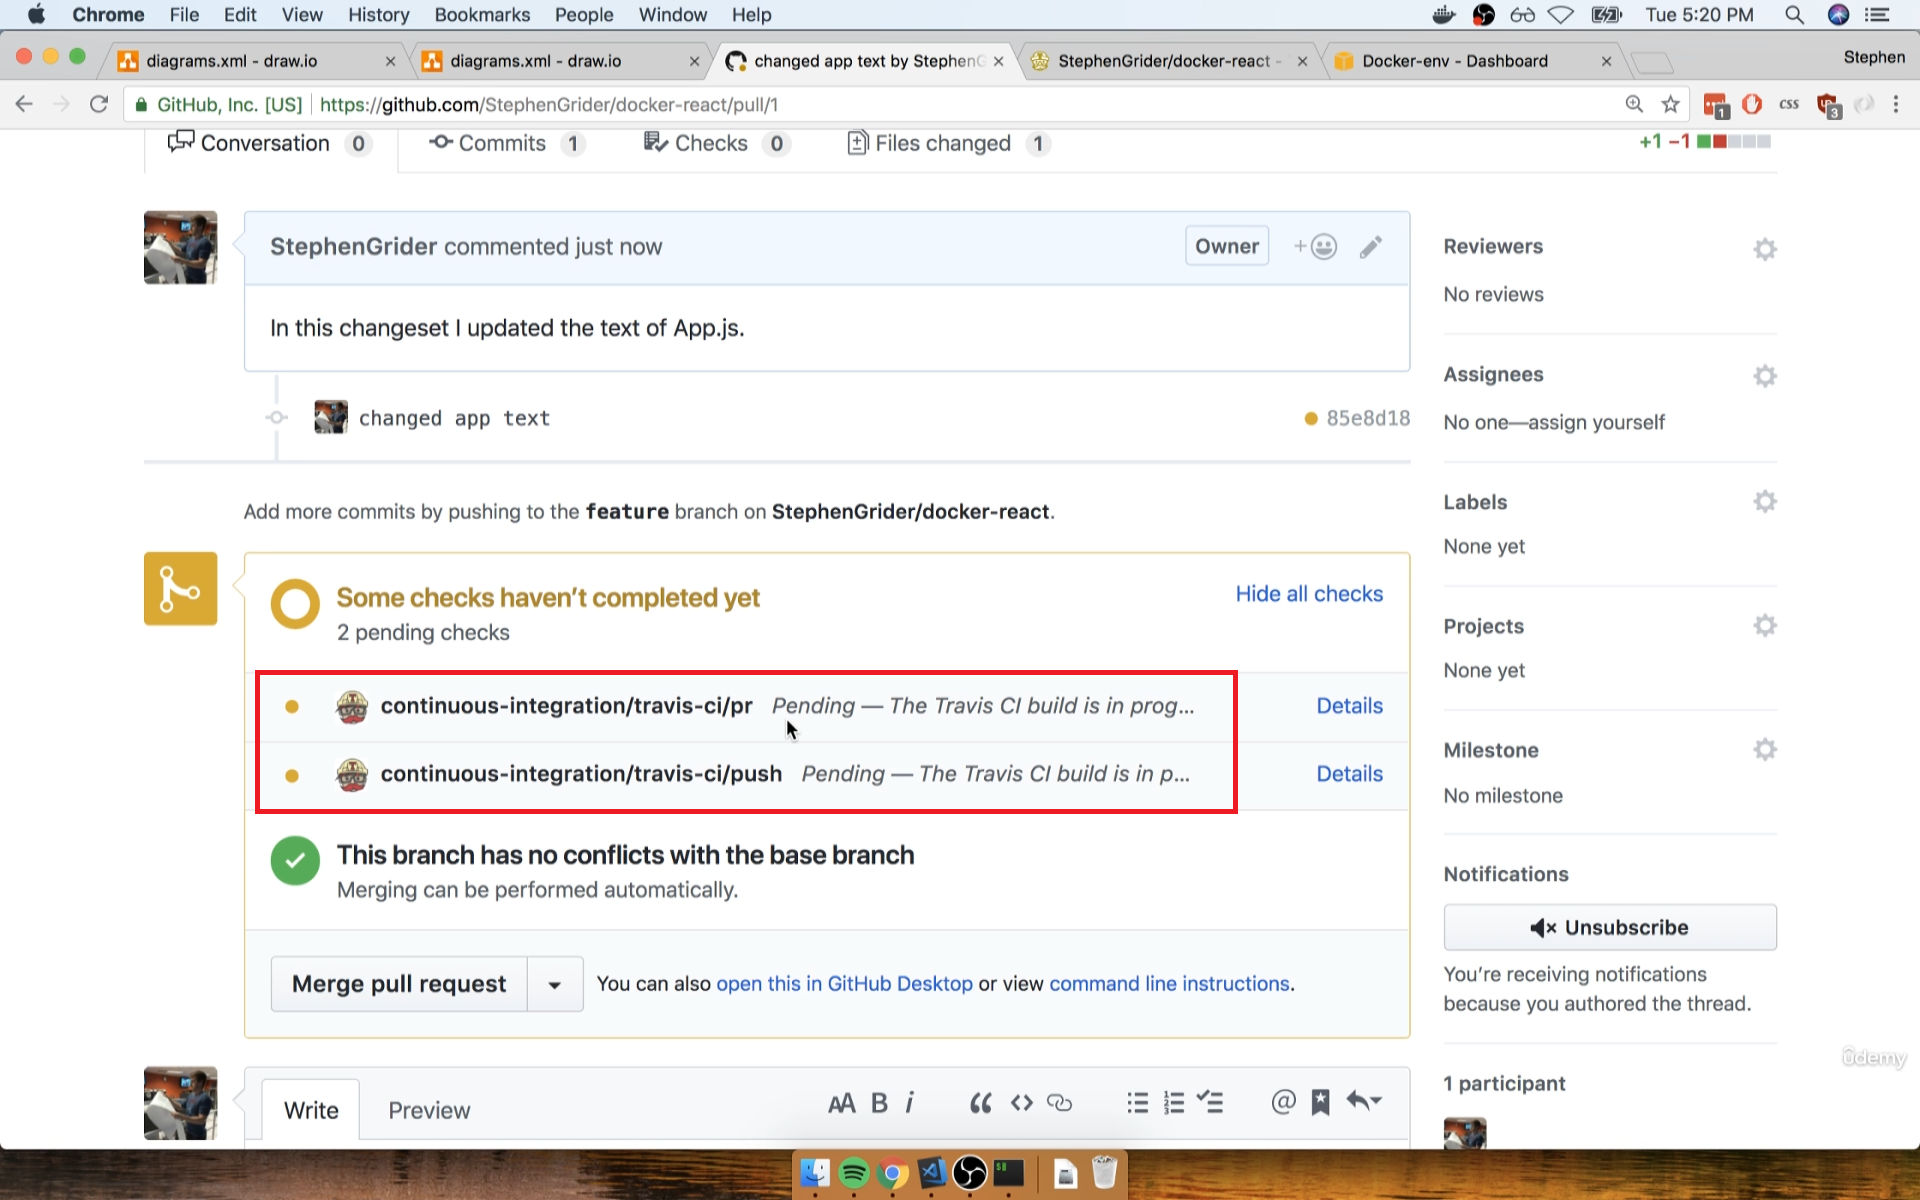 Chrome File Edit View History Bookmarks People Window Help Tue 5:20 PM
diagrams.xml - draw.io diagrams.xml - draw.io changed app text by StephenG StephenGrider/docker-react - Docker-env - Dashboard Stephen
GitHub, Inc. [US] https://github.com/StephenGrider/docker-react/pull/1 1 css 3
Conversation 0 Commits 1 Checks 0 Files changed 1 +1 −1
StephenGrider commented just now Owner
In this changeset I updated the text of App.js.
changed app text 85e8d18
Add more commits by pushing to the feature branch on StephenGrider/docker-react.
Some checks haven’t completed yet Hide all checks
2 pending checks
continuous-integration/travis-ci/pr Pending — The Travis CI build is in prog... Details
continuous-integration/travis-ci/push Pending — The Travis CI build is in p... Details
This branch has no conflicts with the base branch
Merging can be performed automatically.
Merge pull request You can also open this in GitHub Desktop or view command line instructions.
Write Preview AA B i @
Reviewers
No reviews
Assignees
No one—assign yourself
Labels
None yet
Projects
None yet
Milestone
No milestone
Notifications
Unsubscribe
You’re receiving notifications
because you authored the thread.
1 participant
ûdemy